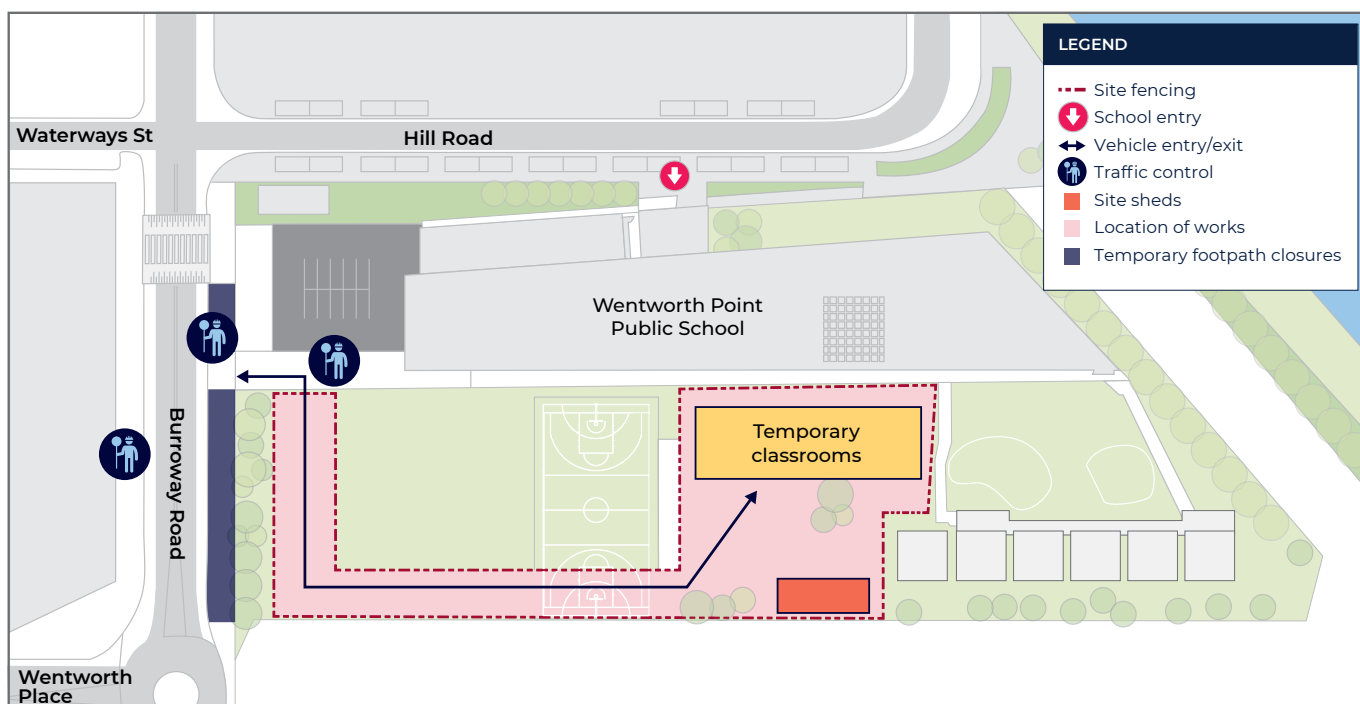 LEGEND
Site fencing
School entry
Vehicle entry/exit
Traffic control
Site sheds
Location of works
Temporary footpath closures
Waterways St
Hill Road
Wentworth Point
Public School
Temporary
classrooms
Burroway Road
Wentworth
Place